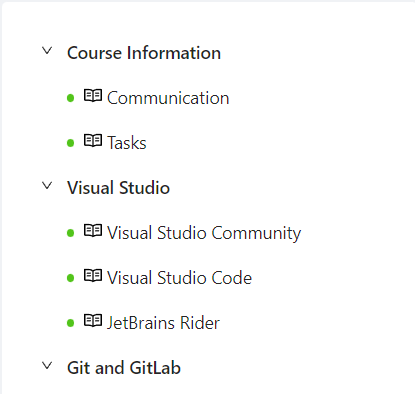 Course Information
Communication
Tasks
Visual Studio
Visual Studio Community
Visual Studio Code
JetBrains Rider
Git and GitLab